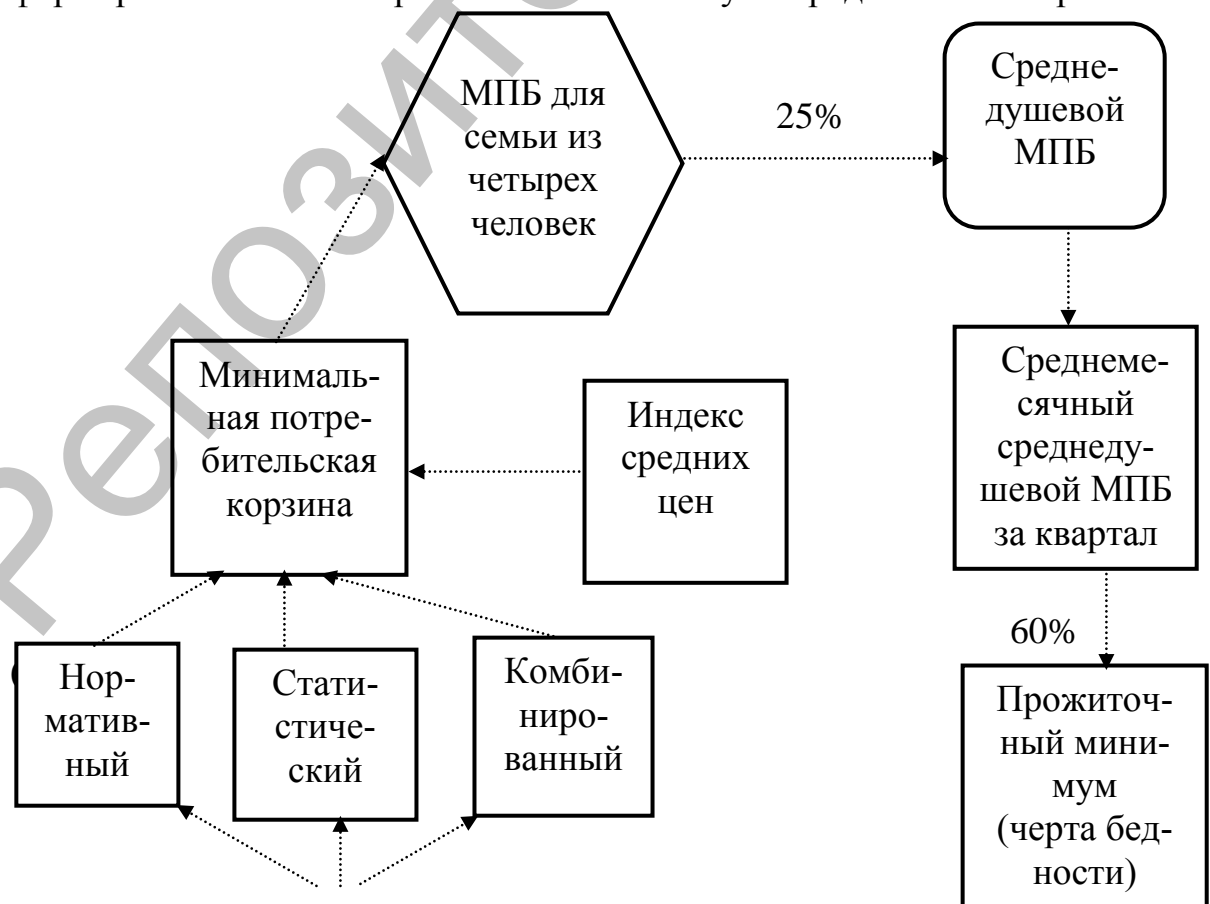 МПБ для
семьи из
четырех
человек
25%
Средне-
душевой
МПБ
Минималь-
ная потре-
бительская
корзина
Индекс
средних
цен
Среднеме-
сячный
среднеду-
шевой МПБ
за квартал
60%
Нор-
матив-
ный
Стати-
стиче-
ский
Комби-
ниро-
ванный
Прожиточ-
ный мини-
мум
(черта бед-
ности)
Репозит